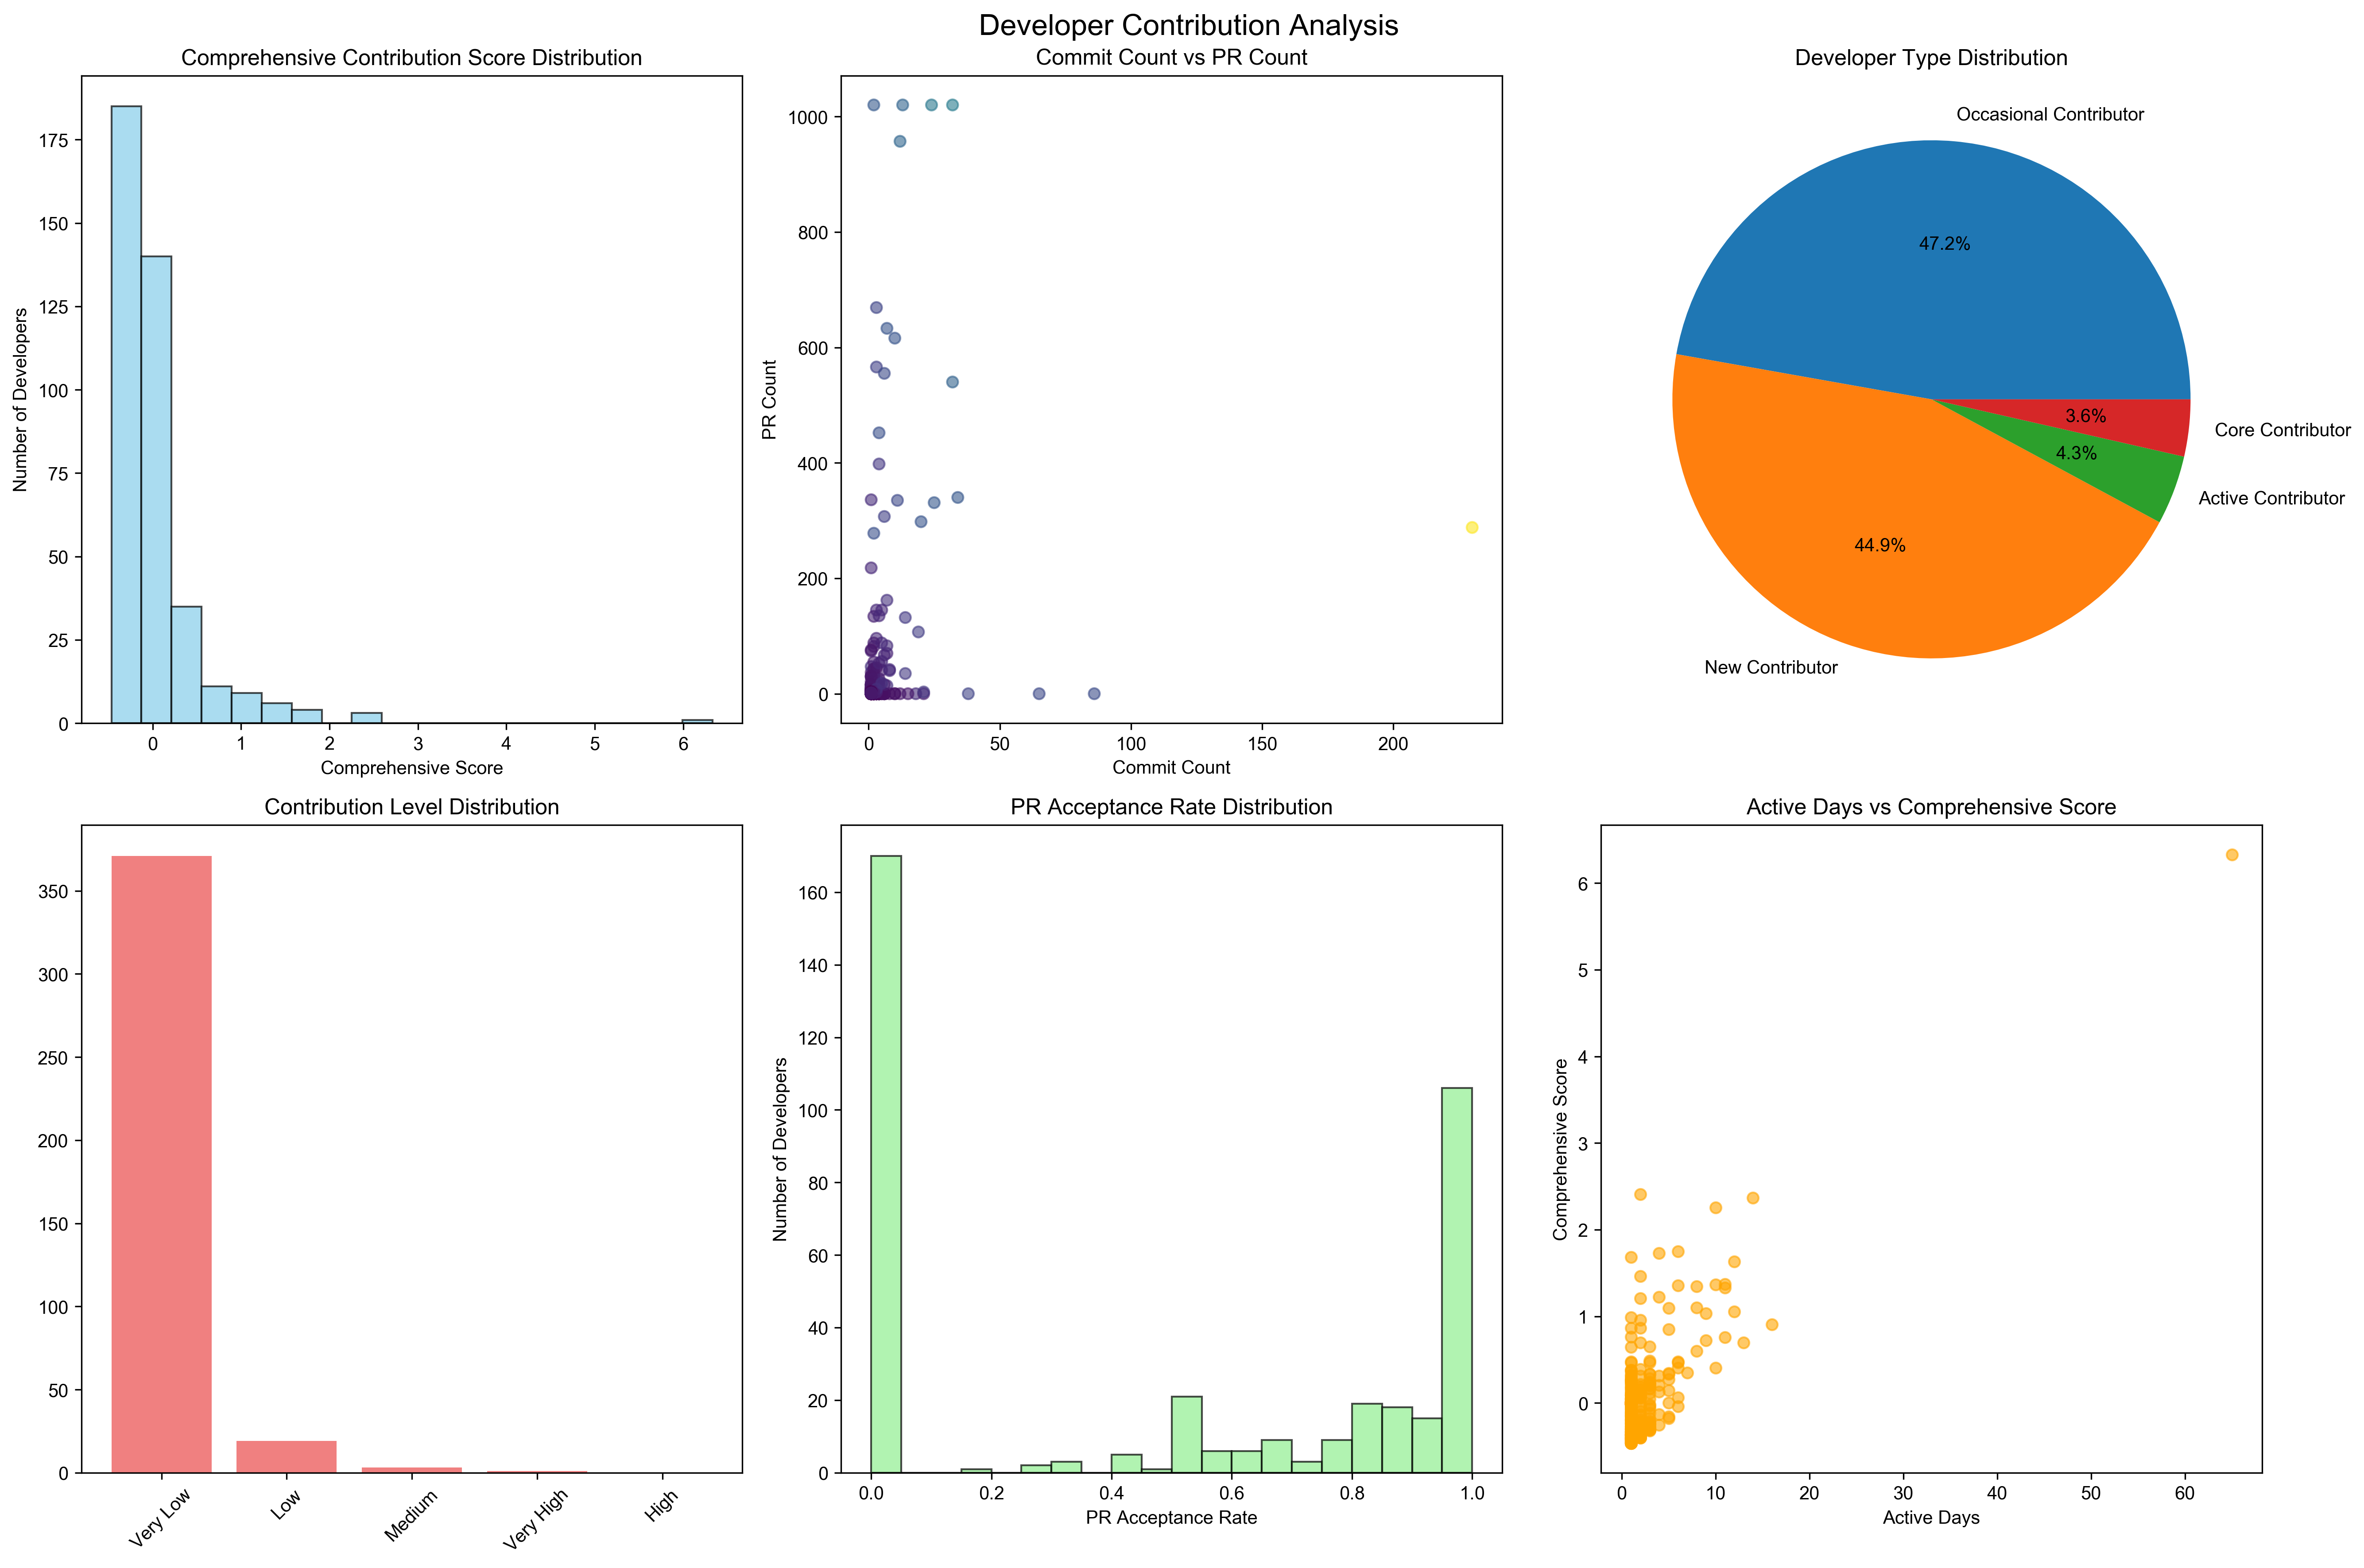 Developer Contribution Analysis
Comprehensive Contribution Score Distribution
Number of Developers
175
150
125
100
75
50
25
0
0 1 2 3 4 5 6
Comprehensive Score
Commit Count vs PR Count
PR Count
1000
800
600
400
200
0
0 50 100 150 200
Commit Count
Developer Type Distribution
Occasional Contributor
47.2%
3.6%
Core Contributor
4.3%
Active Contributor
44.9%
New Contributor
Contribution Level Distribution
350
300
250
200
150
100
50
0
Very Low Low Medium Very High High
PR Acceptance Rate Distribution
Number of Developers
160
140
120
100
80
60
40
20
0
0.0 0.2 0.4 0.6 0.8 1.0
PR Acceptance Rate
Active Days vs Comprehensive Score
Comprehensive Score
6
5
4
3
2
1
0
0 10 20 30 40 50 60
Active Days